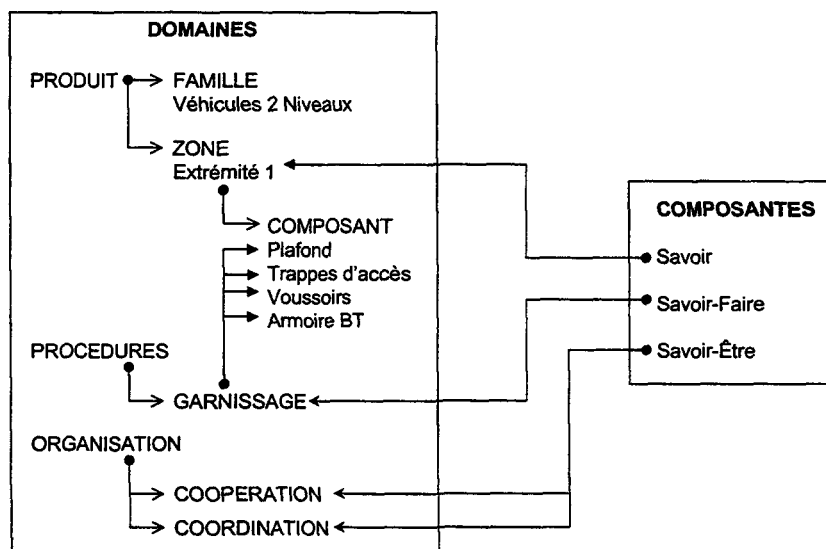 DOMAINES
PRODUIT
FAMILLE
Véhicules 2 Niveaux
ZONE
Extrémité 1
COMPOSANT
Plafond
Trappes d'accès
Voussoirs
Armoire BT
PROCEDURES
GARNISSAGE
ORGANISATION
COOPERATION
COORDINATION
COMPOSANTES
Savoir
Savoir-Faire
Savoir-Être